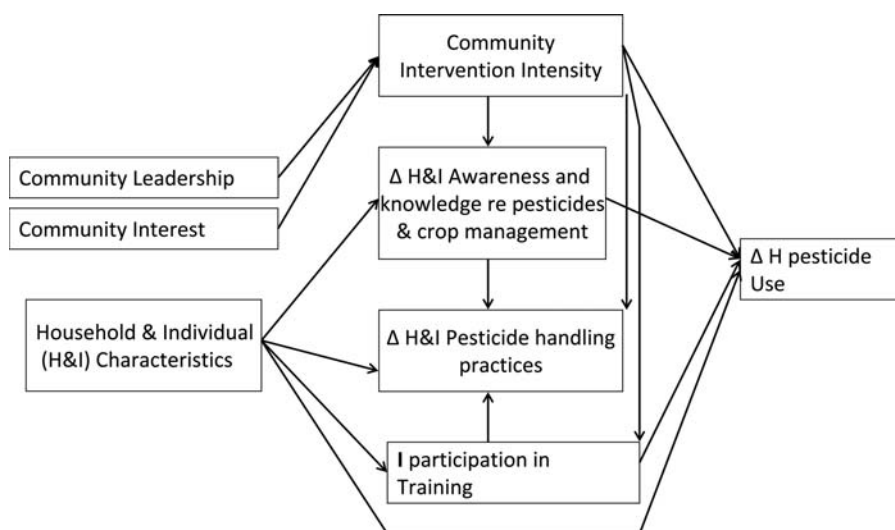 Community
Intervention Intensity
Community Leadership
Community Interest
Δ H&I Awareness and
knowledge re pesticides
& crop management
Δ H pesticide
Use
Household & Individual
(H&I) Characteristics
Δ H&I Pesticide handling
practices
I participation in
Training